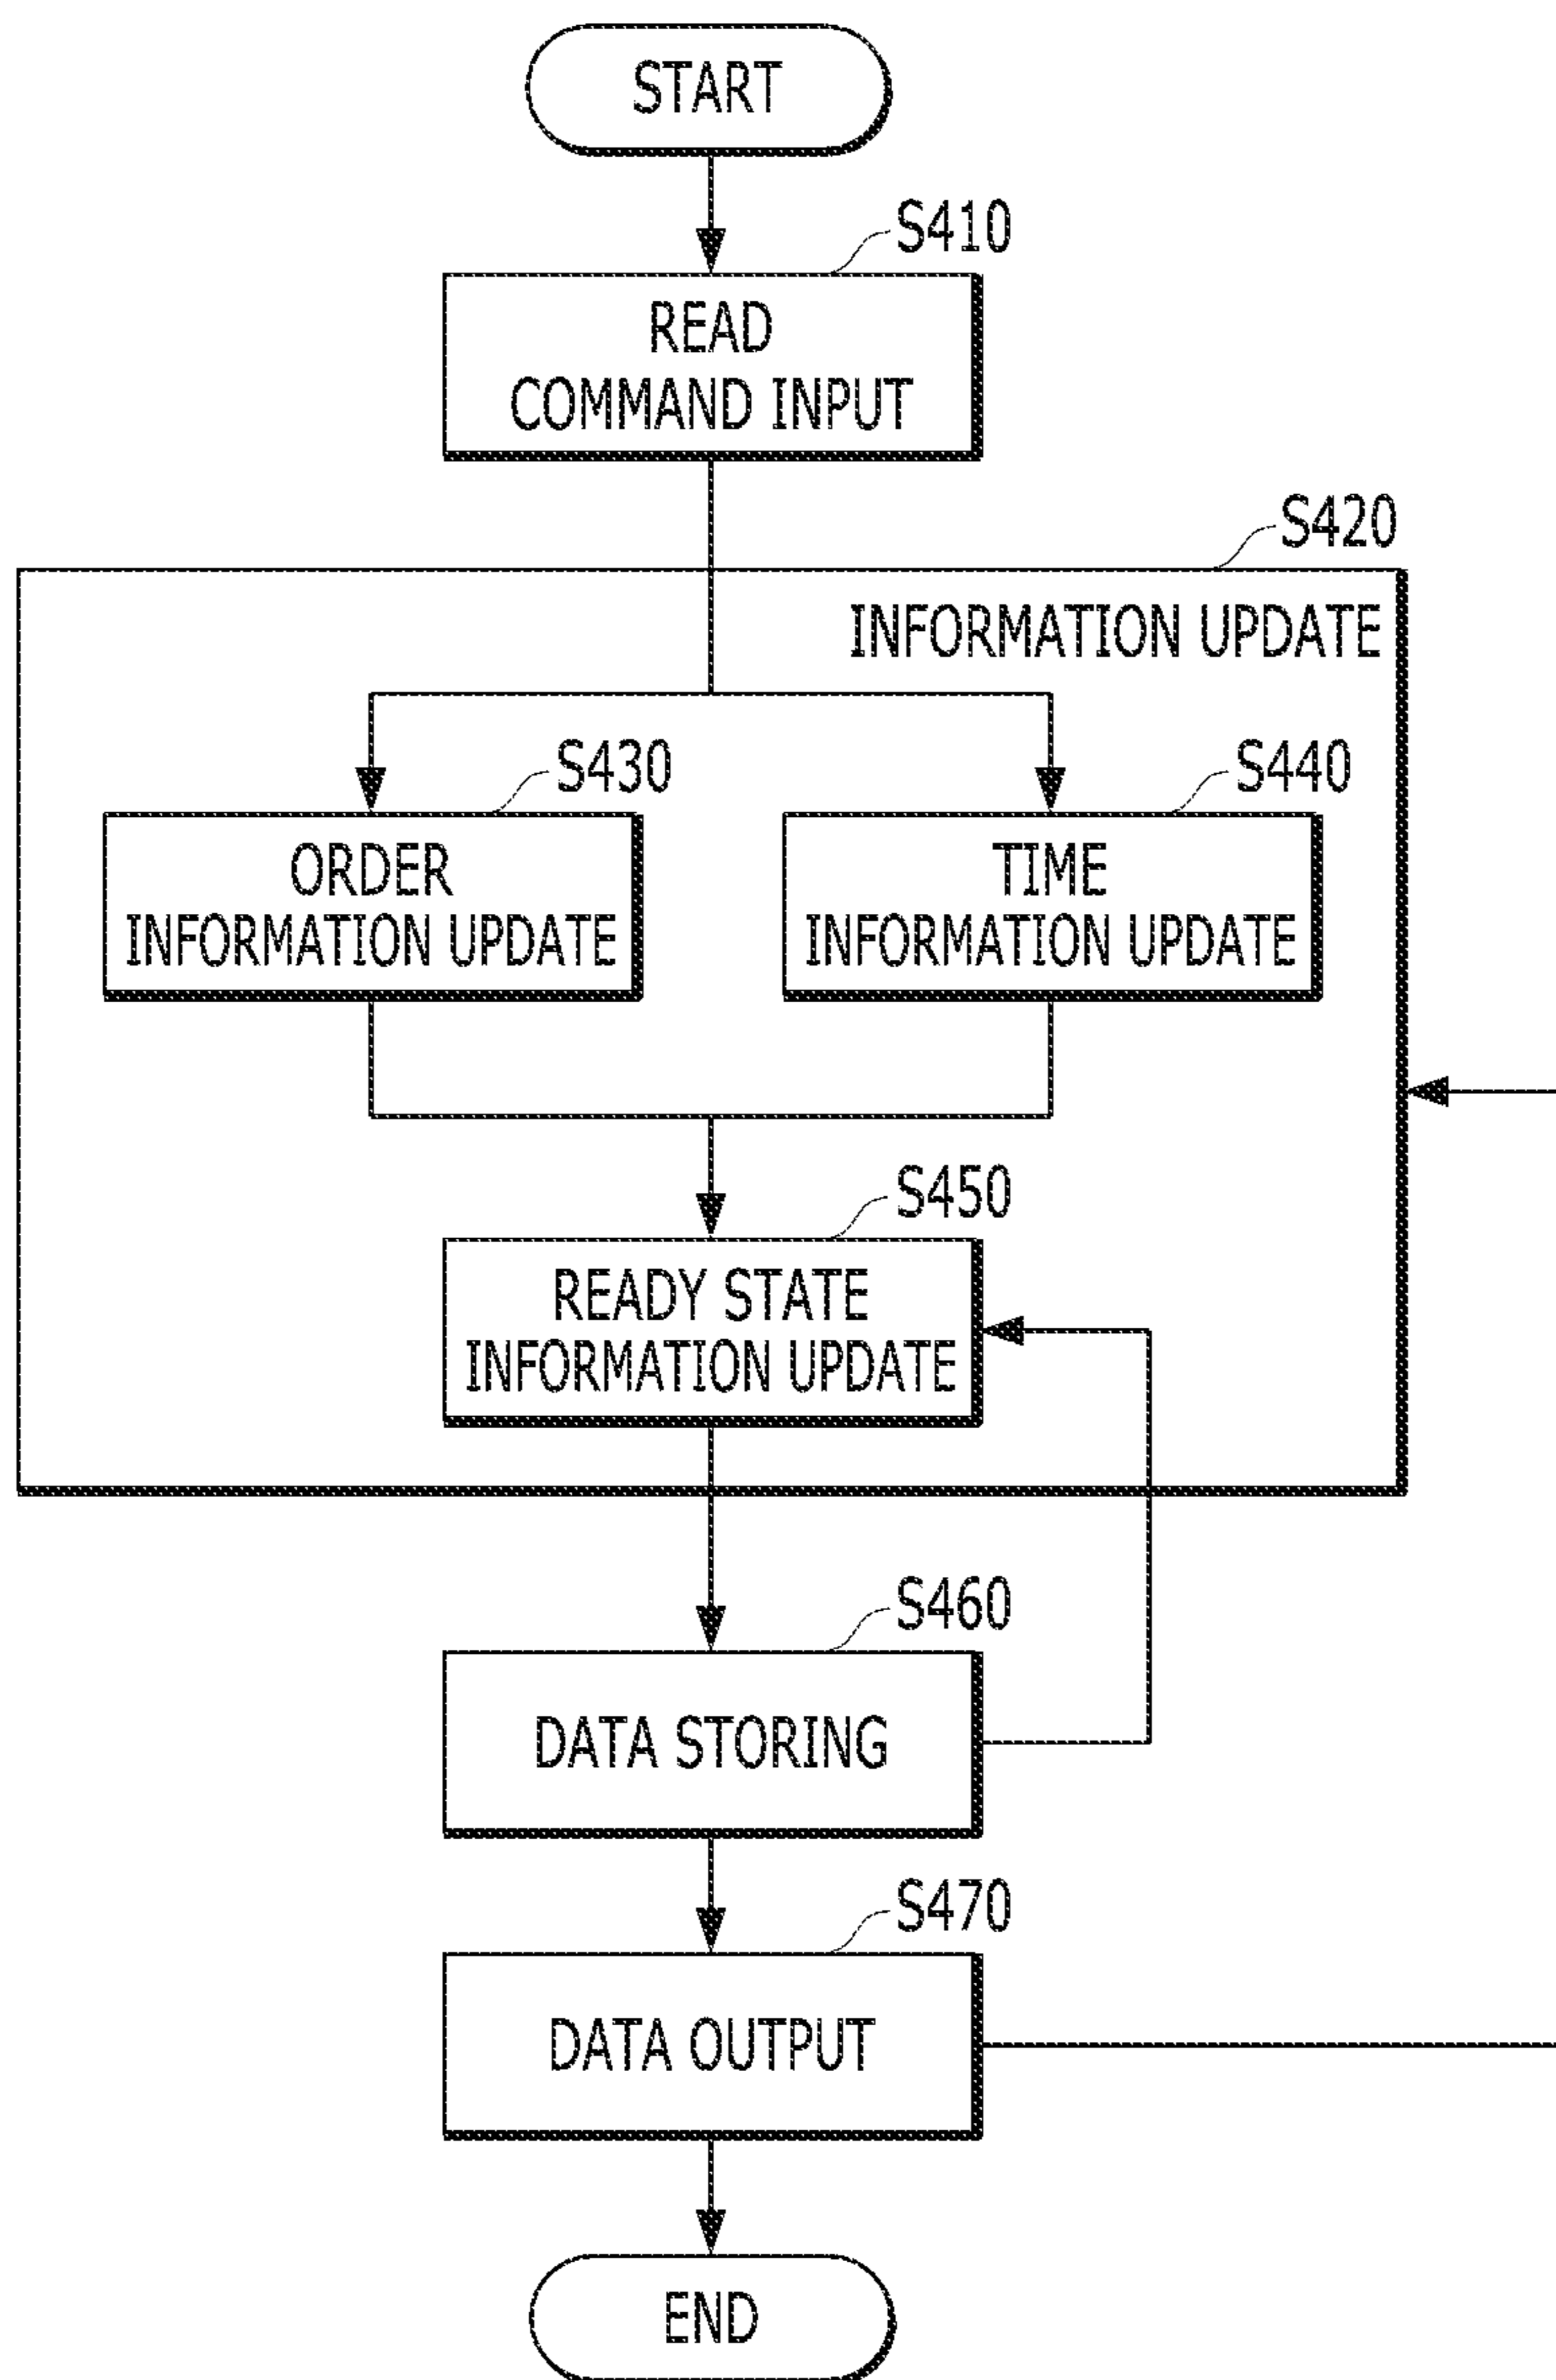 START
S410
READ
COMMAND INPUT
S420
INFORMATION UPDATE
S430
ORDER
INFORMATION UPDATE
S440
TIME
INFORMATION UPDATE
S450
READY STATE
INFORMATION UPDATE
S460
DATA STORING
S470
DATA OUTPUT
END